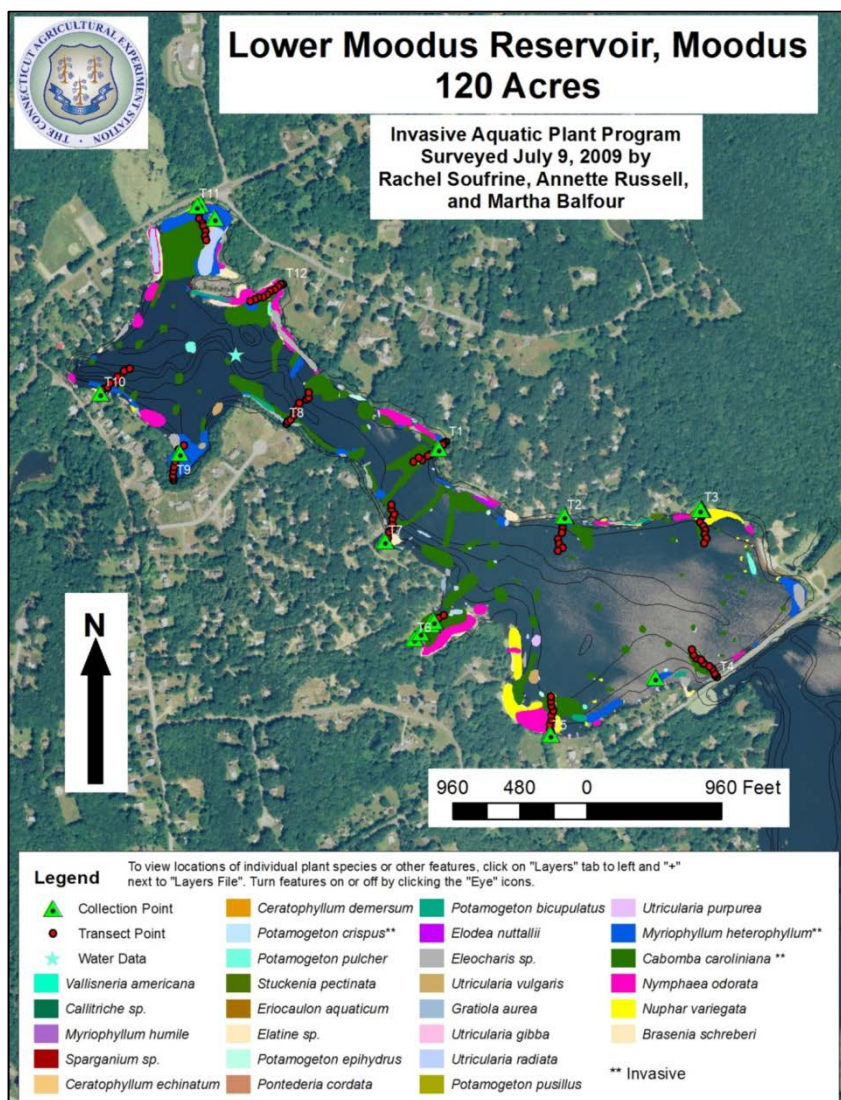 THE CONNECTICUT AGRICULTURAL EXPERIMENT STATION
Lower Moodus Reservoir, Moodus
120 Acres
Invasive Aquatic Plant Program
Surveyed July 9, 2009 by
Rachel Soufrine, Annette Russell,
and Martha Balfour
T11
T12
T10
T8
T1
T9
T2
T3
T7
T6
T4
T5
N
960 480 0 960 Feet
Legend
To view locations of individual plant species or other features, click on "Layers" tab to left and "+"
next to "Layers File". Turn features on or off by clicking the "Eye" icons.
Collection Point
Transect Point
Water Data
Vallisneria americana
Callitriche sp.
Myriophyllum humile
Sparganium sp.
Ceratophyllum echinatum
Ceratophyllum demersum
Potamogeton crispus**
Potamogeton pulcher
Stuckenia pectinata
Eriocaulon aquaticum
Elatine sp.
Potamogeton epihydrus
Pontederia cordata
Potamogeton bicupulatus
Elodea nuttallii
Eleocharis sp.
Utricularia vulgaris
Gratiola aurea
Utricularia gibba
Utricularia radiata
Potamogeton pusillus
Utricularia purpurea
Myriophyllum heterophyllum**
Cabomba caroliniana **
Nymphaea odorata
Nuphar variegata
Brasenia schreberi
** Invasive